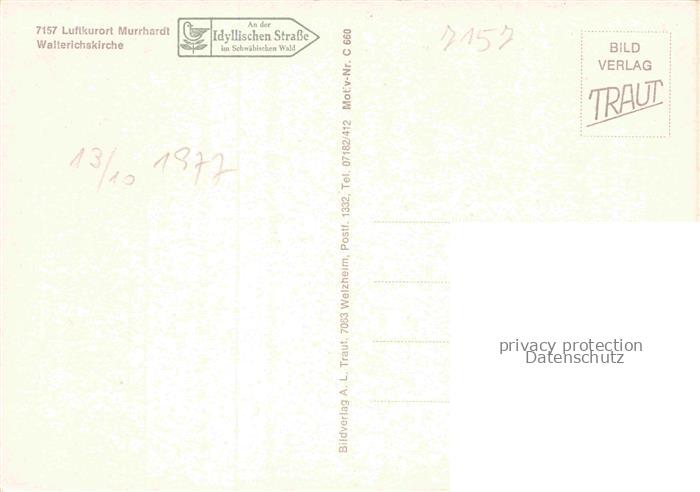 7157 Luftkurort Murrhardt
Walterichskirche
An der
Idyllischen Straße
im Schwäbischen Wald
7157
BILD
VERLAG
TRAUT
13/10 1977
Bildverlag A. L. Traut, 7063 Welzheim, Postf. 1332, Tel. 07182/412 Motiv-Nr. C 660
privacy protection
Datenschutz